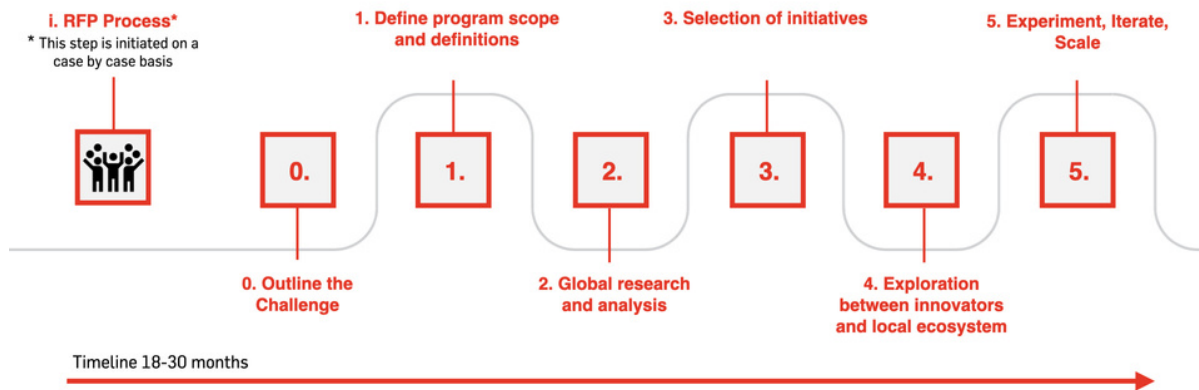 i. RFP Process*
* This step is initiated on a
case by case basis
1. Define program scope
and definitions
3. Selection of initiatives
5. Experiment, Iterate,
Scale
0.
1.
2.
3.
4.
5.
0. Outline the
Challenge
2. Global research
and analysis
4. Exploration
between innovators
and local ecosystem
Timeline 18-30 months